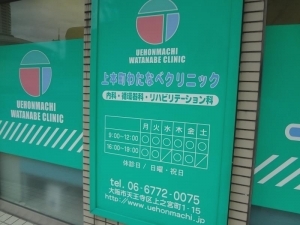 UEHONMACHI
WATANABE CLINIC
上本町わたなべクリニック
内科・循環器科・リハビリテーション科
月火水木金土
9:00-12:00
16:00-19:00
休診日/日曜・祝日
tel.06-6772-0075
大阪市天王寺区上之宮町1-15
http://www.uehonmachi.jp
UEHONMACHI
WATANABE CLINIC
UEHO
WATANAB